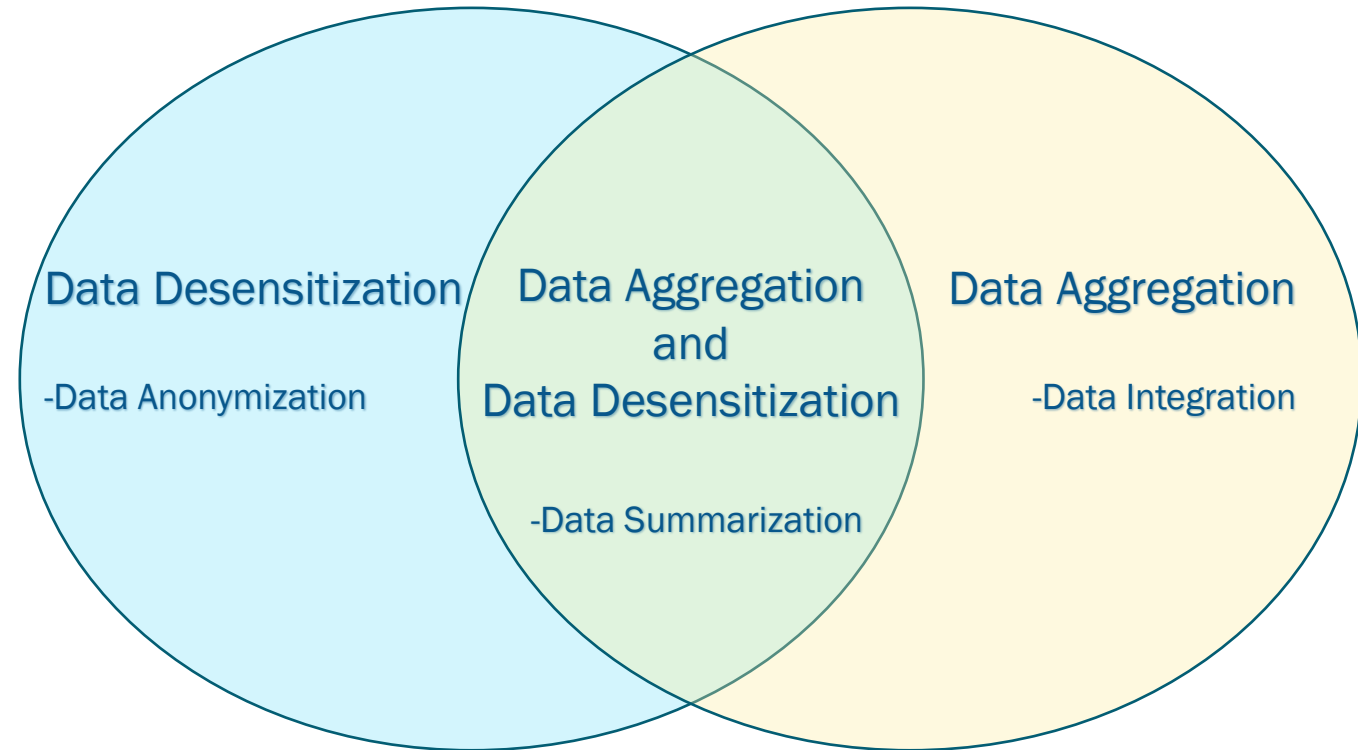 Data Desensitization
-Data Anonymization
Data Aggregation
and
Data Desensitization
-Data Summarization
Data Aggregation
-Data Integration